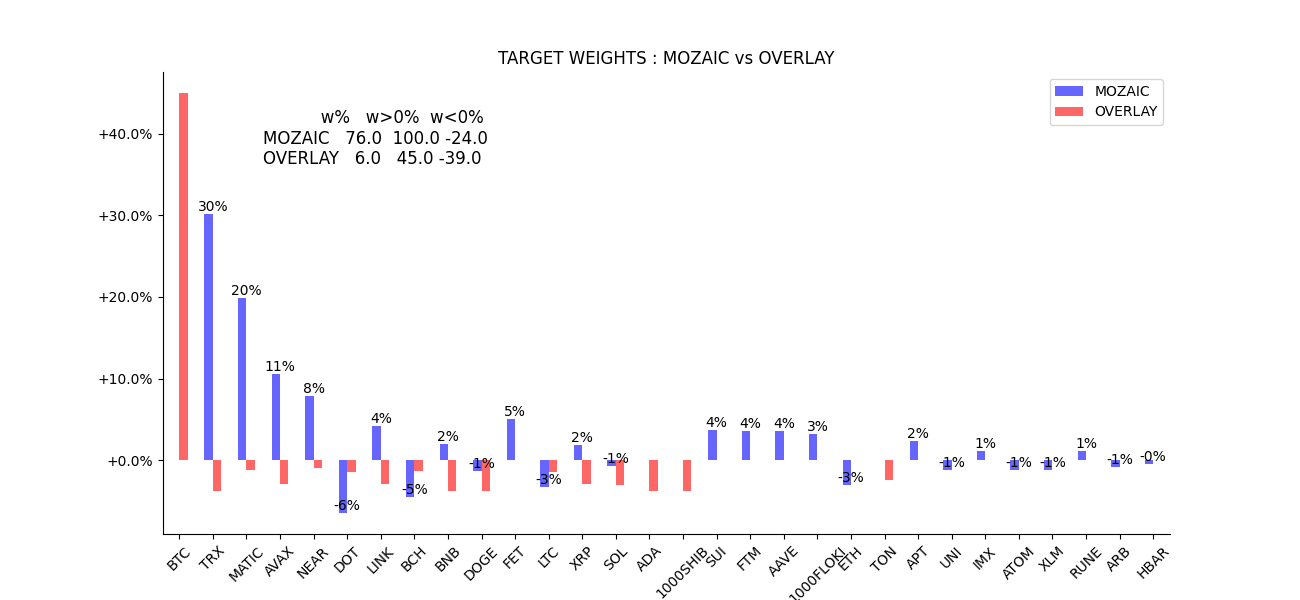 TARGET WEIGHTS : MOZAIC vs OVERLAY
MOZAIC
OVERLAY
w% w>0% w<0%
MOZAIC 76.0 100.0 -24.0
OVERLAY 6.0 45.0 -39.0
+40.0%
+30.0%
+20.0%
+10.0%
+0.0%
30%
20%
11%
8%
-6%
4%
-5%
2%
-1%
5%
-3%
2%
-1%
4%
4%
4%
3%
-3%
2%
-1%
1%
-1%
-1%
1%
-1%
-0%
BTC
TRX
MATIC
AVAX
NEAR
DOT
LINK
BCH
BNB
DOGE
FET
LTC
XRP
SOL
ADA
1000SHIB
SUI
FTM
AAVE
1000FLOKI
ETH
TON
APT
UNI
IMX
ATOM
XLM
RUNE
ARB
HBAR